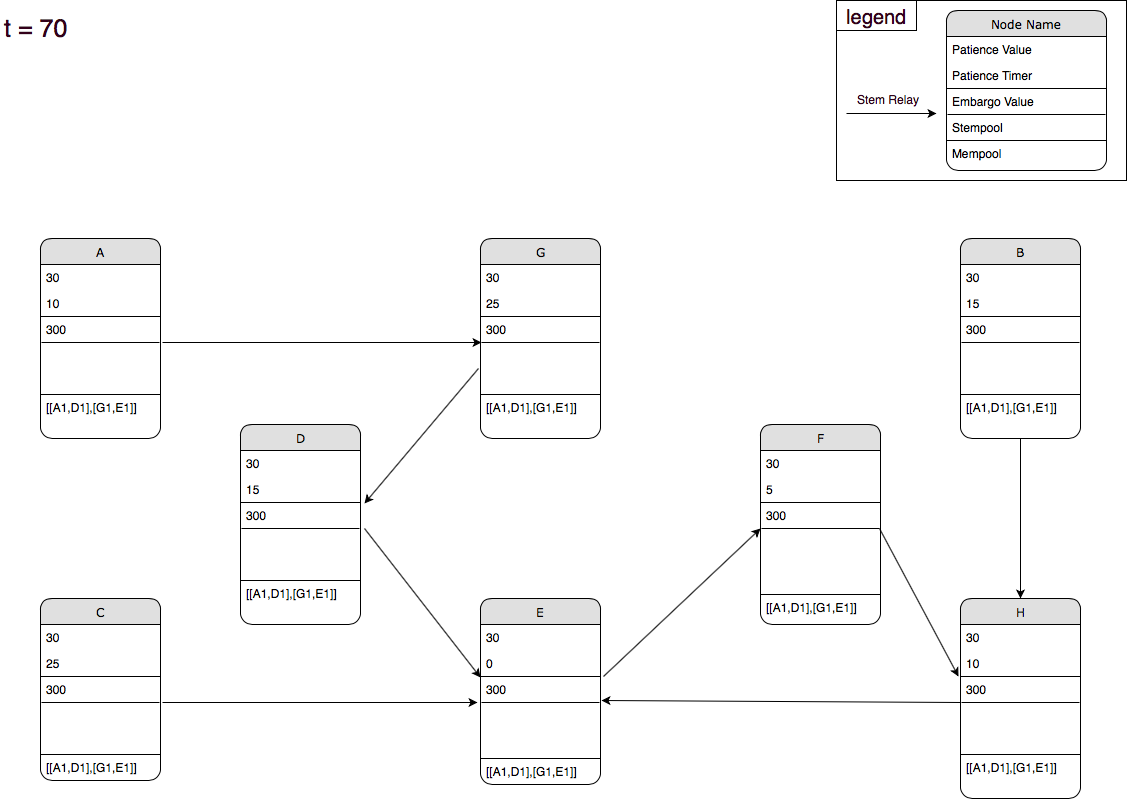 t = 70
legend
Node Name
Patience Value
Patience Timer
Stem Relay
Embargo Value
Stempool
Mempool
A
30
10
300
[[A1,D1],[G1,E1]]
G
30
25
300
[[A1,D1],[G1,E1]]
B
30
15
300
[[A1,D1],[G1,E1]]
D
30
15
300
[[A1,D1],[G1,E1]]
F
30
5
300
[[A1,D1],[G1,E1]]
C
30
25
300
[[A1,D1],[G1,E1]]
E
30
0
300
[[A1,D1],[G1,E1]]
H
30
10
300
[[A1,D1],[G1,E1]]